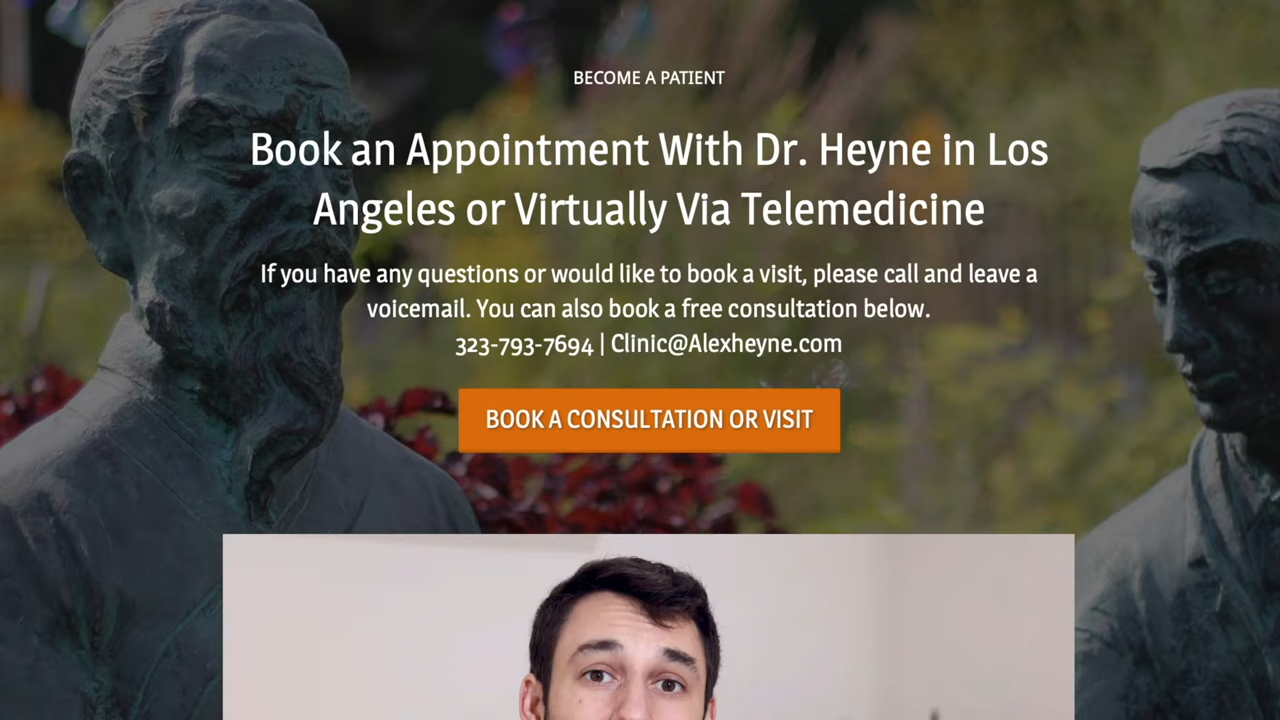 BECOME A PATIENT
Book an Appointment With Dr. Heyne in Los
Angeles or Virtually Via Telemedicine
If you have any questions or would like to book a visit, please call and leave a
voicemail. You can also book a free consultation below.
323-793-7694 | Clinic@Alexheyne.com
BOOK A CONSULTATION OR VISIT